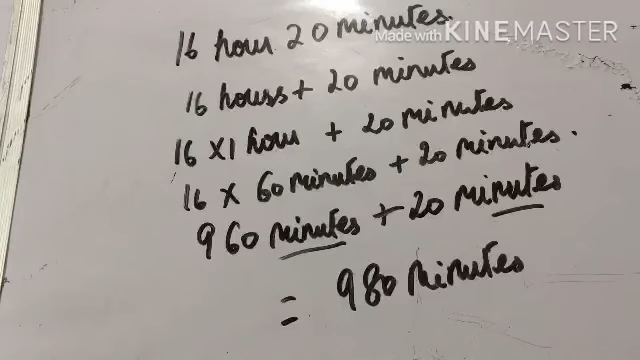 16 hour 20 minutes
Made with KINEMASTER
16 hours + 20 minutes
16 X1 hour + 20 minutes
16 X 60 minutes + 20 minutes.
960 minutes + 20 minutes
= 980 minutes